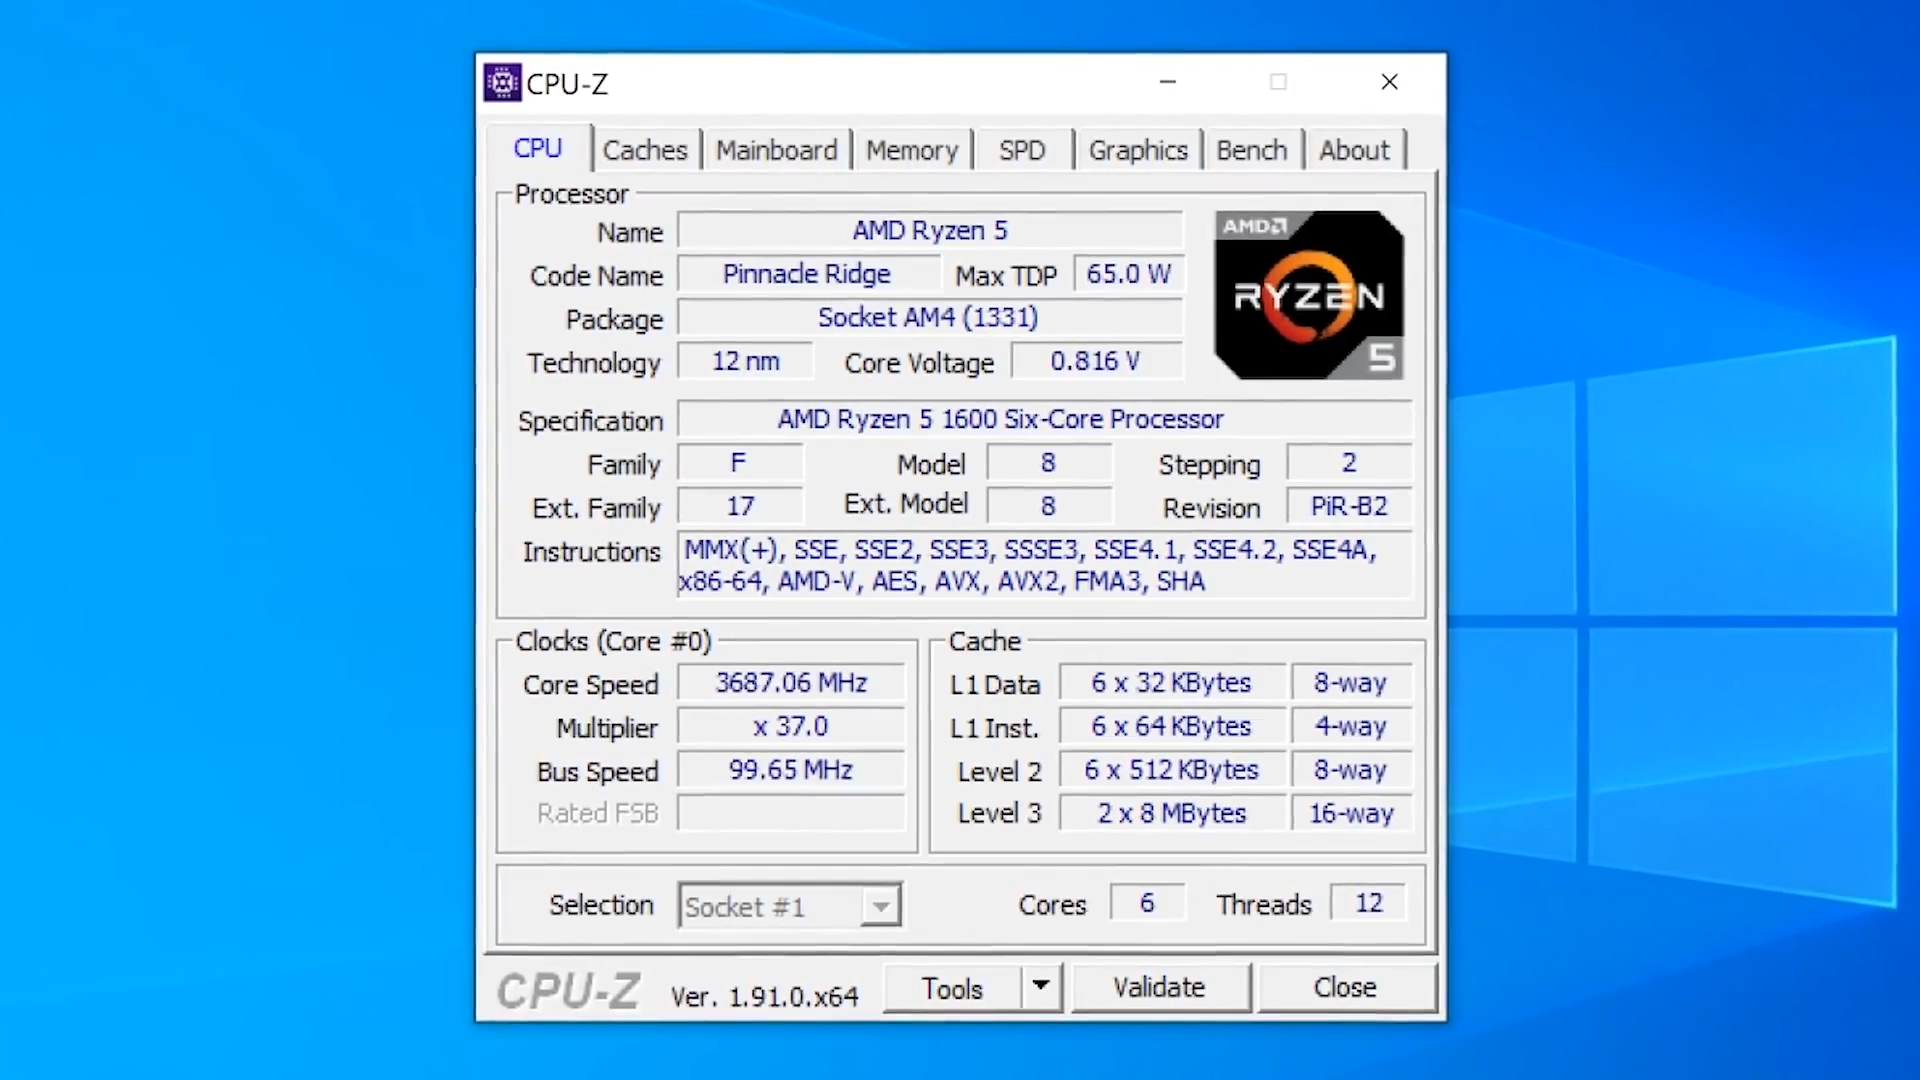 CPU-Z
CPU Caches Mainboard Memory SPD Graphics Bench About
Processor
Name AMD Ryzen 5
Code Name Pinnacle Ridge Max TDP 65.0 W
Package Socket AM4 (1331)
Technology 12 nm Core Voltage 0.816 V
AMD
RYZEN
5
Specification AMD Ryzen 5 1600 Six-Core Processor
Family F Model 8 Stepping 2
Ext. Family 17 Ext. Model 8 Revision PiR-B2
Instructions MMX(+), SSE, SSE2, SSE3, SSSE3, SSE4.1, SSE4.2, SSE4A,
x86-64, AMD-V, AES, AVX, AVX2, FMA3, SHA
Clocks (Core #0)
Core Speed 3687.06 MHz
Multiplier x 37.0
Bus Speed 99.65 MHz
Rated FSB
Cache
L1 Data 6 x 32 KBytes 8-way
L1 Inst. 6 x 64 KBytes 4-way
Level 2 6 x 512 KBytes 8-way
Level 3 2 x 8 MBytes 16-way
Selection Socket #1 Cores 6 Threads 12
CPU-Z Ver. 1.91.0.x64 Tools Validate Close